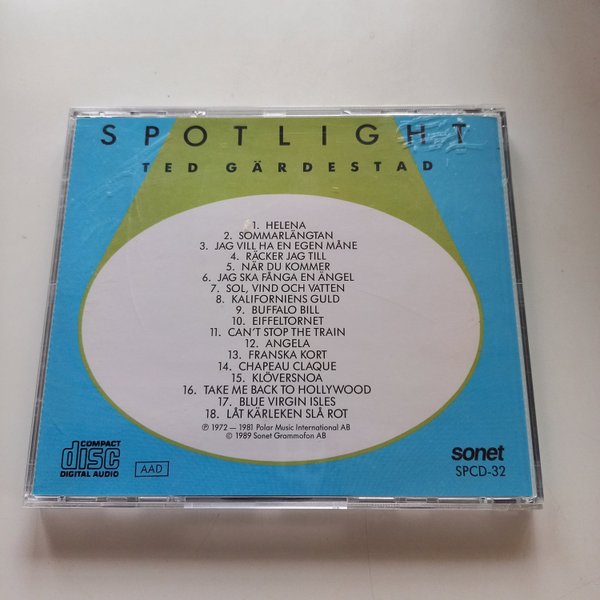 SPOTLIGHT
TED GÄRDESTAD
1. HELENA
2. SOMMARLÄNGTAN
3. JAG VILL HA EN EGEN MÅNE
4. RÄCKER JAG TILL
5. NÄR DU KOMMER
6. JAG SKA FÅNGA EN ÄNGEL
7. SOL, VIND OCH VATTEN
8. KALIFORNIENS GULD
9. BUFFALO BILL
10. EIFFELTORNET
11. CAN'T STOP THE TRAIN
12. ANGELA
13. FRANSKA KORT
14. CHAPEAU CLAQUE
15. KLÖVERSNOA
16. TAKE ME BACK TO HOLLYWOOD
17. BLUE VIRGIN ISLES
18. LÅT KÄRLEKEN SLÅ ROT
℗ 1972 — 1981 Polar Music International AB
© 1989 Sonet Grammofon AB
COMPACT
disc
DIGITAL AUDIO
AAD
sonet
SPCD-32